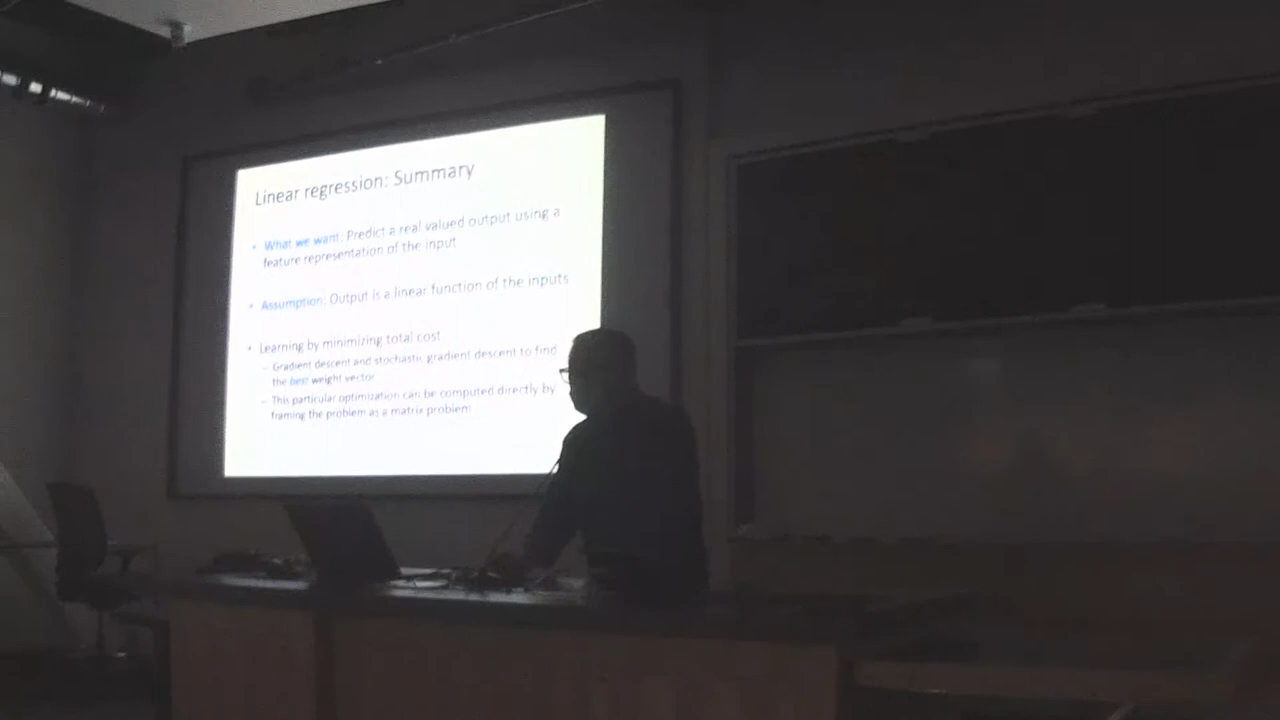 Linear regression: Summary
• What we want: Predict a real valued output using a
feature representation of the input
• Assumption: Output is a linear function of the inputs
• Learning by minimizing total cost
– Gradient descent and stochastic gradient descent to find
the best weight vector
– This particular optimization can be computed directly by
framing the problem as a matrix problem